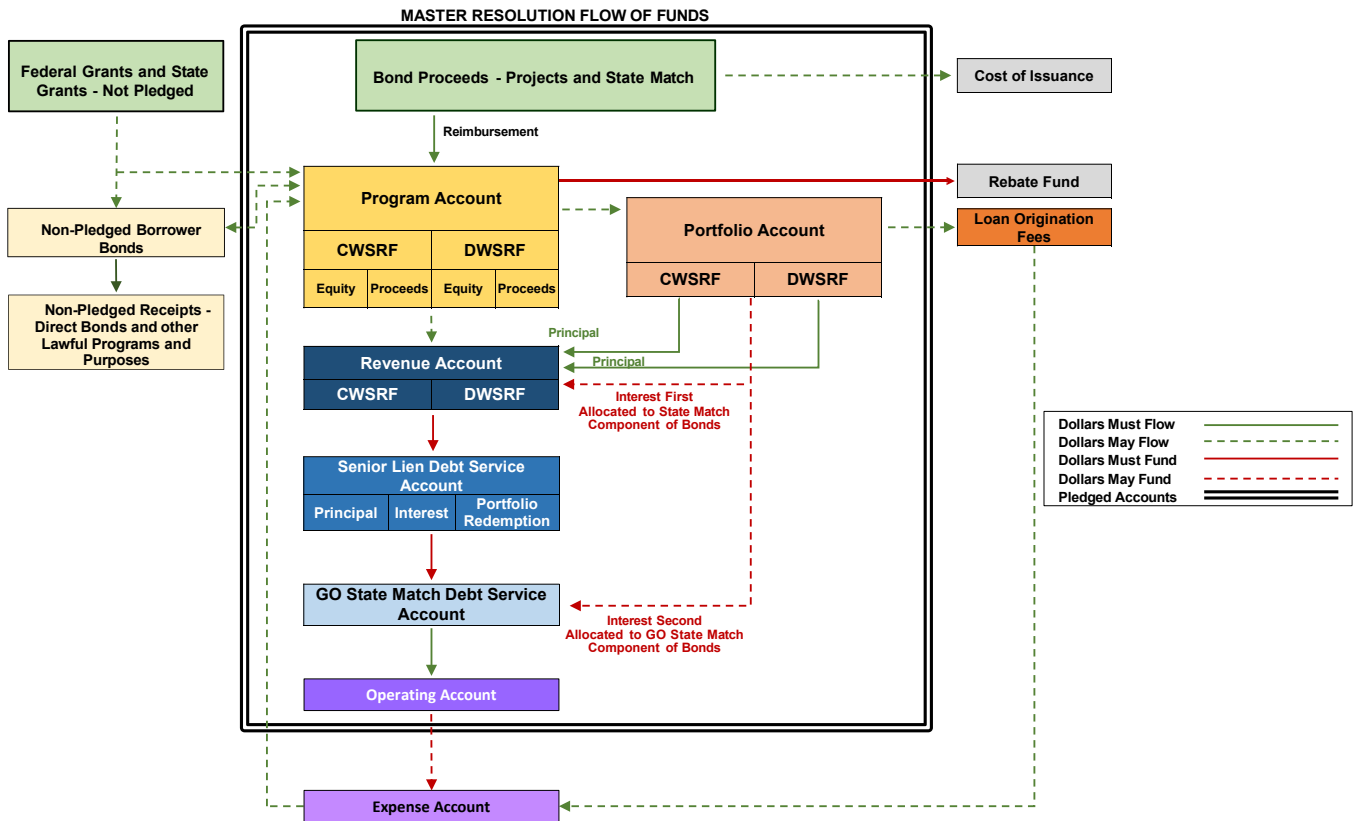 MASTER RESOLUTION FLOW OF FUNDS
Federal Grants and State
Grants - Not Pledged
Bond Proceeds - Projects and State Match
Cost of Issuance
Reimbursement
Program Account
CWSRF DWSRF
Equity Proceeds Equity Proceeds
Rebate Fund
Loan Origination
Fees
Portfolio Account
CWSRF DWSRF
Non-Pledged Borrower
Bonds
Non-Pledged Receipts -
Direct Bonds and other
Lawful Programs and
Purposes
Principal
Principal
Revenue Account
CWSRF DWSRF
Interest First
Allocated to State Match
Component of Bonds
Senior Lien Debt Service
Account
Principal Interest Portfolio
Redemption
GO State Match Debt Service
Account
Interest Second
Allocated to GO State Match
Component of Bonds
Operating Account
Expense Account
Dollars Must Flow
Dollars May Flow
Dollars Must Fund
Dollars May Fund
Pledged Accounts